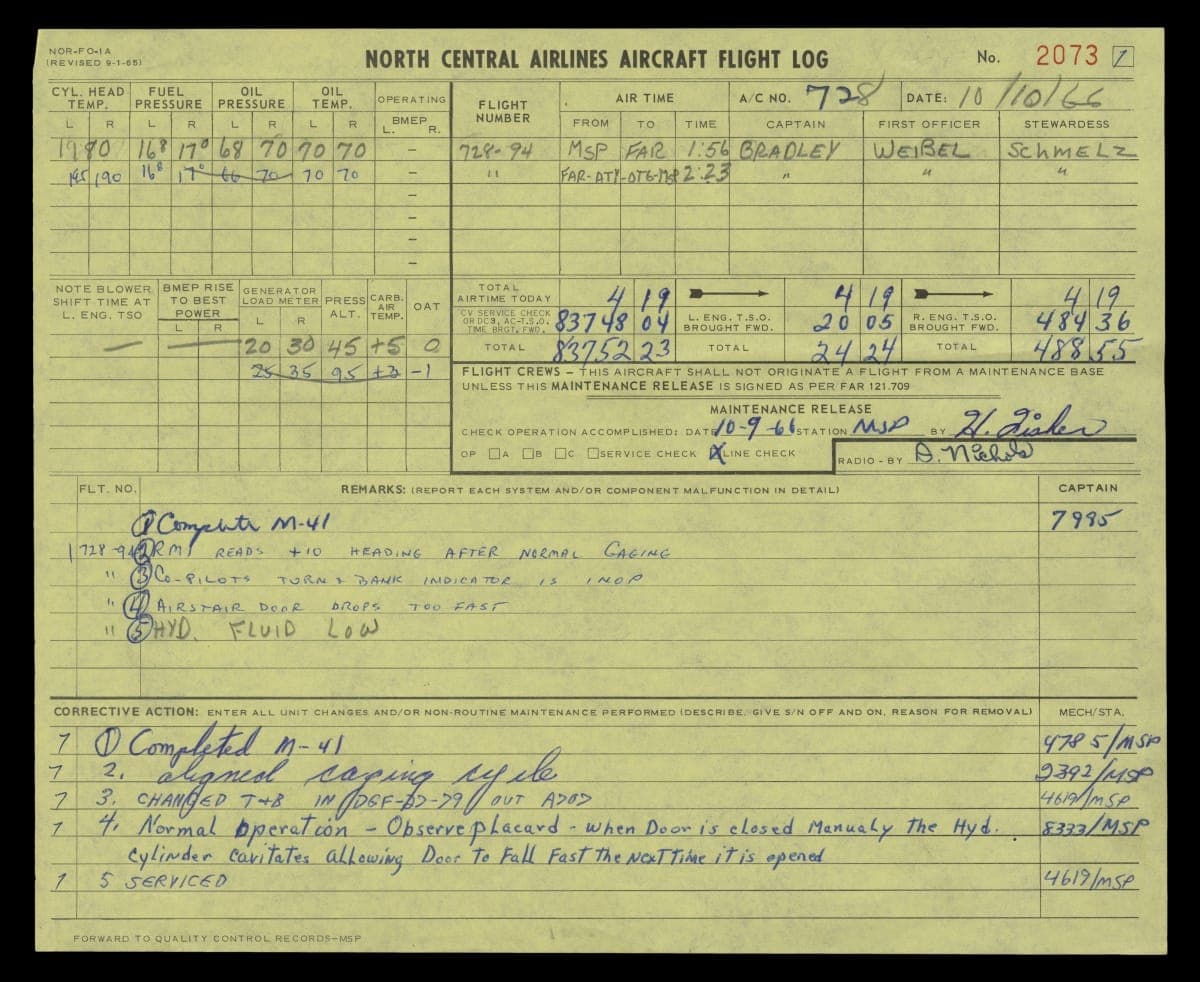 NOR-FO-1A
(REVISED 9-1-65)
NORTH CENTRAL AIRLINES AIRCRAFT FLIGHT LOG
No. 2073 7
CYL. HEAD TEMP. FUEL PRESSURE OIL PRESSURE OIL TEMP. OPERATING
L R L R L R L R BMEP L. R.
FLIGHT NUMBER AIR TIME A/C NO. 728 DATE: 10/10/66
FROM TO TIME CAPTAIN FIRST OFFICER STEWARDESS
16⁸ 17⁰ 68 70 70 70 – 728-94 MSP FAR 1:56 BRADLEY WEIBEL SCHMELZ
185 190 16⁸ 17⁰ 66 70 70 70 – " FAR-ATY-OTG-MSP 2:23 " " "
–
–
–
–
NOTE BLOWER SHIFT TIME AT L. ENG. TSO BMEP RISE TO BEST POWER L R GENERATOR LOAD METER L R PRESS ALT. CARB. AIR TEMP. OAT
— — 20 30 45 +5 0
25 35 95 +3 -1
TOTAL AIRTIME TODAY 4 19 4 19 4 19
CV SERVICE CHECK OR DC3, AC-T.S.O. TIME BRGT. FWD. 83748 04 L. ENG. T.S.O. BROUGHT FWD. 20 05 R. ENG. T.S.O. BROUGHT FWD. 484 36
TOTAL 83752 23 TOTAL 24 24 TOTAL 488 55
FLIGHT CREWS – THIS AIRCRAFT SHALL NOT ORIGINATE A FLIGHT FROM A MAINTENANCE BASE
UNLESS THIS MAINTENANCE RELEASE IS SIGNED AS PER FAR 121.709
MAINTENANCE RELEASE
CHECK OPERATION ACCOMPLISHED: DATE 10-9-66 STATION MSP BY H. Fisher
OP A B C SERVICE CHECK X LINE CHECK RADIO - BY D. Nichols
FLT. NO. REMARKS: (REPORT EACH SYSTEM AND/OR COMPONENT MALFUNCTION IN DETAIL) CAPTAIN
① Complete M-41 7995
1 728-94 ② RMI READS +10 HEADING AFTER NORMAL CAGING
" ③ CO-PILOTS TURN & BANK INDICATOR IS INOP
" ④ AIRSTAIR DOOR DROPS TOO FAST
" ⑤ HYD. FLUID LOW
CORRECTIVE ACTION: ENTER ALL UNIT CHANGES AND/OR NON-ROUTINE MAINTENANCE PERFORMED (DESCRIBE, GIVE S/N OFF AND ON, REASON FOR REMOVAL) MECH/STA.
7 ① Completed M-41 4785/MSP
7 2. aligned caging cycle 2392/MSP
7 3. CHANGED T+B IN OUT 4619/MSP
7 4. Normal operation - Observe placard - when Door is closed Manualy The Hyd. 8333/MSP
Cylinder Cavitates allowing Door To Fall Fast The Next Time it is opened
7 5 SERVICED 4619/MSP
FORWARD TO QUALITY CONTROL RECORDS–MSP